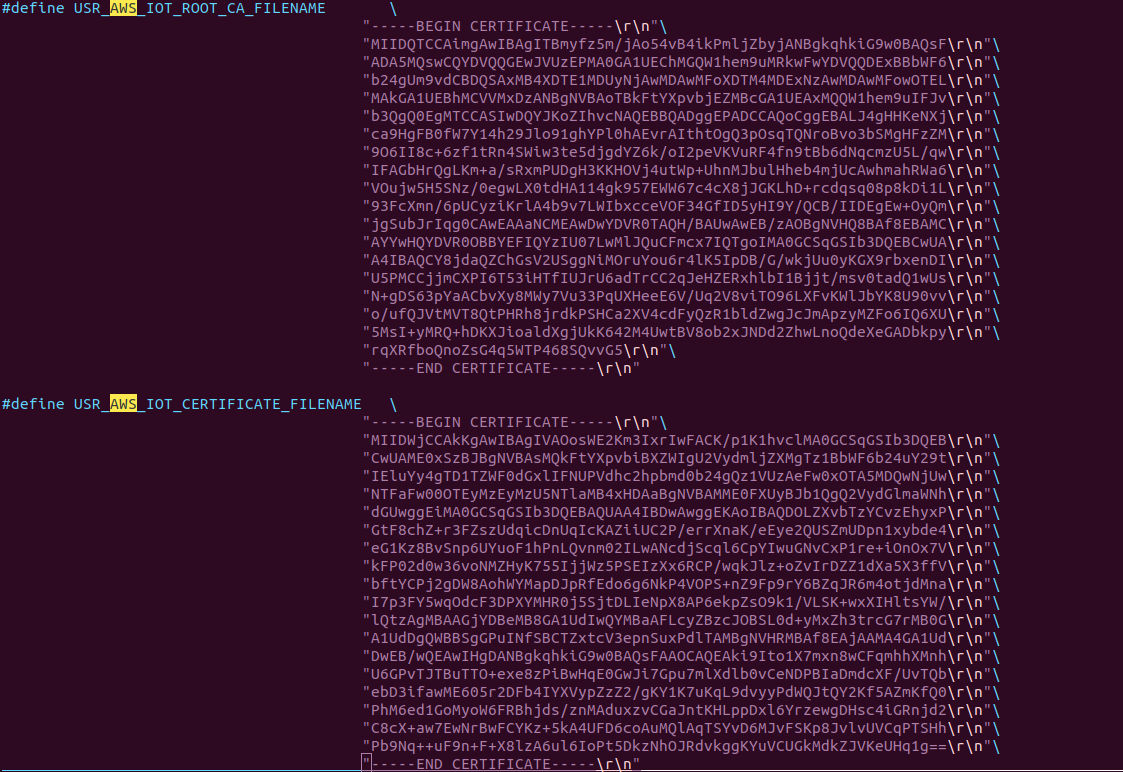 #define USR_AWS_IOT_ROOT_CA_FILENAME \
"-----BEGIN CERTIFICATE-----\r\n"\
"MIIDQTCCAimgAwIBAgITBmyfz5m/jAo54vB4ikPmljZbyjANBgkqhkiG9w0BAQsF\r\n"\
"ADA5MQswCQYDVQQGEwJVUzEPMA0GA1UEChMGQW1hem9uMRkwFwYDVQQDExBBbWF6\r\n"\
"b24gUm9vdCBDQSAxMB4XDTE1MDUyNjAwMDAwMFoXDTM4MDExNzAwMDAwMFowOTEL\r\n"\
"MAkGA1UEBhMCVVMxDzANBgNVBAoTBkFtYXpvbjEZMBcGA1UEAxMQQW1hem9uIFJv\r\n"\
"b3QgQ0EgMTCCASIwDQYJKoZIhvcNAQEBBQADggEPADCCAQoCggEBALJ4gHHKeNXj\r\n"\
"ca9HgFB0fW7Y14h29Jlo91ghYPl0hAEvrAIthtOgQ3pOsqTQNroBvo3bSMgHFzZM\r\n"\
"9O6II8c+6zf1tRn4SWiw3te5djgdYZ6k/oI2peVKVuRF4fn9tBb6dNqcmzU5L/qw\r\n"\
"IFAGbHrQgLKm+a/sRxmPUDgH3KKHOVj4utWp+UhnMJbulHheb4mjUcAwhmahRWa6\r\n"\
"VOujw5H5SNz/0egwLX0tdHA114gk957EWW67c4cX8jJGKLhD+rcdqsq08p8kDi1L\r\n"\
"93FcXmn/6pUCyziKrlA4b9v7LWIbxcceVOF34GfID5yHI9Y/QCB/IIDEgEw+OyQm\r\n"\
"jgSubJrIqg0CAwEAAaNCMEAwDwYDVR0TAQH/BAUwAwEB/zAOBgNVHQ8BAf8EBAMC\r\n"\
"AYYwHQYDVR0OBBYEFIQYzIU07LwMlJQuCFmcx7IQTgoIMA0GCSqGSIb3DQEBCwUA\r\n"\
"A4IBAQCY8jdaQZChGsV2USggNiMOruYou6r4lK5IpDB/G/wkjUu0yKGX9rbxenDI\r\n"\
"U5PMCCjjmCXPI6T53iHTfIUJrU6adTrCC2qJeHZERxhlbI1Bjjt/msv0tadQ1wUs\r\n"\
"N+gDS63pYaACbvXy8MWy7Vu33PqUXHeeE6V/Uq2V8viTO96LXFvKWlJbYK8U90vv\r\n"\
"o/ufQJVtMVT8QtPHRh8jrdkPSHCa2XV4cdFyQzR1bldZwgJcJmApzyMZFo6IQ6XU\r\n"\
"5MsI+yMRQ+hDKXJioaldXgjUkK642M4UwtBV8ob2xJNDd2ZhwLnoQdeXeGADbkpy\r\n"\
"rqXRfboQnoZsG4q5WTP468SQvvG5\r\n"\
"-----END CERTIFICATE-----\r\n"
#define USR_AWS_IOT_CERTIFICATE_FILENAME \
"-----BEGIN CERTIFICATE-----\r\n"\
"MIIDWjCCAkKgAwIBAgIVAOosWE2Km3IxrIwFACK/p1K1hvclMA0GCSqGSIb3DQEB\r\n"\
"CwUAME0xSzBJBgNVBAsMQkFtYXpvbiBXZWIgU2VydmljZXMgTz1BbWF6b24uY29t\r\n"\
"IEluYy4gTD1TZWF0dGxlIFNUPVdhc2hpbmd0b24gQz1VUzAeFw0xOTA5MDQwNjUw\r\n"\
"NTFaFw00OTEyMzEyMzU5NTlaMB4xHDAaBgNVBAMME0FXUyBJb1QgQ2VydGlmaWNh\r\n"\
"dGUwggEiMA0GCSqGSIb3DQEBAQUAA4IBDwAwggEKAoIBAQDOLZXvbTzYCvzEhyxP\r\n"\
"GtF8chZ+r3FZszUdqicDnUqIcKAZiiUC2P/errXnaK/eEye2QUSZmUDpn1xybde4\r\n"\
"eG1Kz8BvSnp6UYuoF1hPnLQvnm02ILwANcdjScql6CpYIwuGNvCxP1re+iOnOx7V\r\n"\
"kFP02d0w36voNMZHyK755IjjWz5PSEIzXx6RCP/wqkJlz+oZvIrDZZ1dXa5X3ffV\r\n"\
"bftYCPj2gDW8AohWYMapDJpRfEdo6g6NkP4VOPS+nZ9Fp9rY6BZqJR6m4otjdMna\r\n"\
"I7p3FY5wqOdcF3DPXYMHR0j5SjtDLIeNpX8AP6ekpZsO9k1/VLSK+wxXIHltsYW/\r\n"\
"lQtzAgMBAAGjYDBeMB8GA1UdIwQYMBaAFLcyZBzcJOBSL0d+yMxZh3trcG7rMB0G\r\n"\
"A1UdDgQWBBSgGPuINfSBCTZxtcV3epnSuxPdlTAMBgNVHRMBAf8EAjAAMA4GA1Ud\r\n"\
"DwEB/wQEAwIHgDANBgkqhkiG9w0BAQsFAAOCAQEAki9Ito1X7mxn8wCFqmhhXMnh\r\n"\
"U6GPvTJTBuTTO+exe8zPiBwHqE0GwJi7Gpu7mlXdlb0vCeNDPBIaDmdcXF/UvTQb\r\n"\
"ebD3ifawME605r2DFb4IYXVypZzZ2/gKY1K7uKqL9dvyyPdWQJtQY2Kf5AZmKfQ0\r\n"\
"PhM6ed1GoMyoW6FRBhjds/znMAduxzvCGaJntKHLppDxl6YrzewgDHsc4iGRnjd2\r\n"\
"C8cX+aw7EwNrBwFCYKz+5kA4UFD6coAuMQlAqTSYvD6MJvFSKp8JvlvUVCqPTSHh\r\n"\
"Pb9Nq++uF9n+F+X8lzA6ul6IoPt5DkzNhOJRdvkggKYuVCUGkMdkZJVKeUHq1g==\r\n"\
"-----END CERTIFICATE-----\r\n"